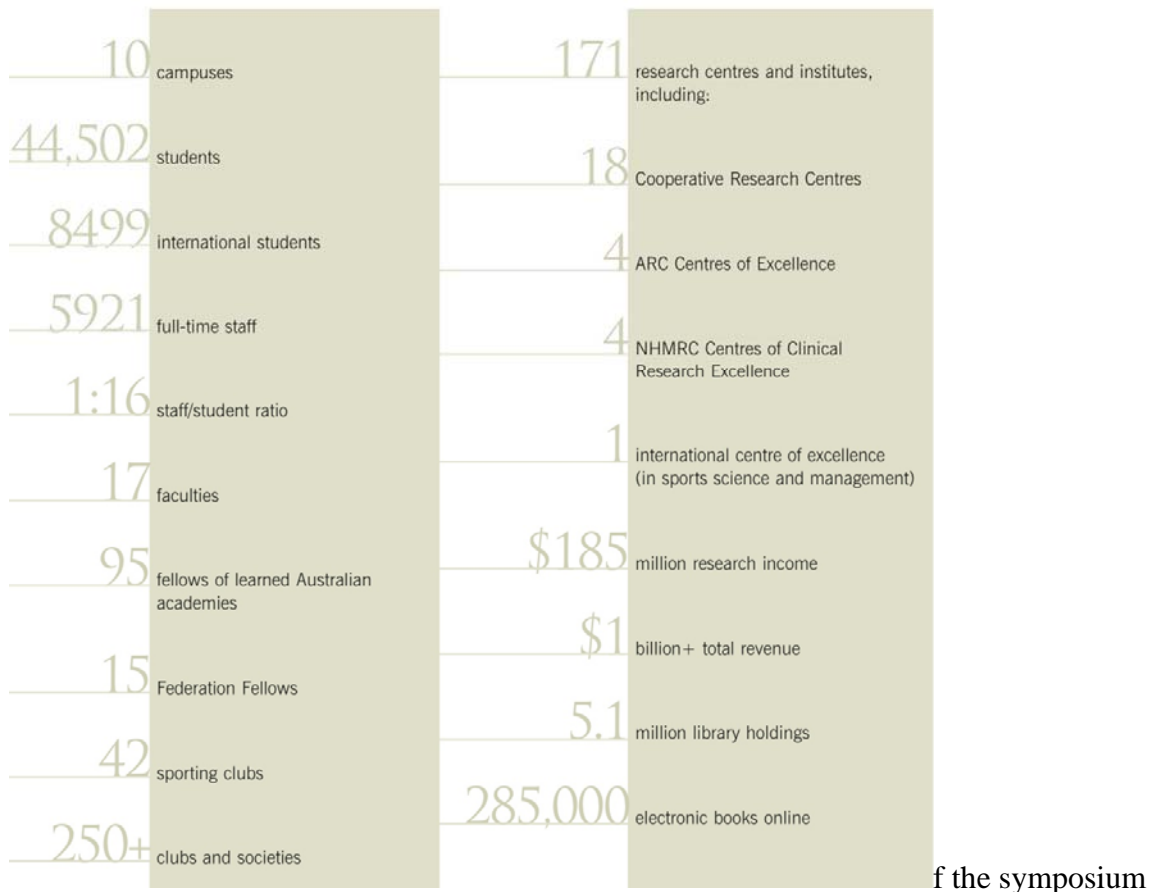 10 campuses
44,502 students
8499 international students
5921 full-time staff
1:16 staff/student ratio
17 faculties
95 fellows of learned Australian
academies
15 Federation Fellows
42 sporting clubs
250+ clubs and societies
171 research centres and institutes,
including:
18 Cooperative Research Centres
4 ARC Centres of Excellence
4 NHMRC Centres of Clinical
Research Excellence
1 international centre of excellence
(in sports science and management)
$185 million research income
$1 billion+ total revenue
5.1 million library holdings
285,000 electronic books online
f the symposium